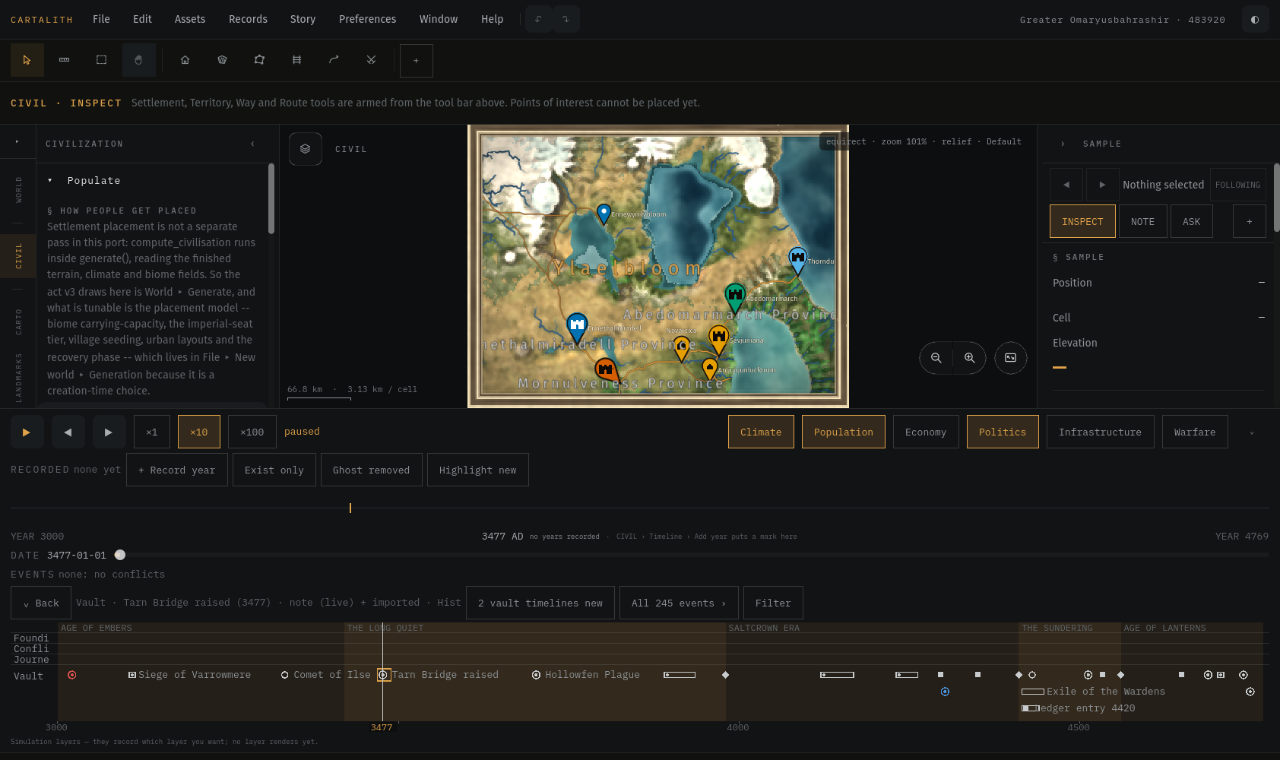 CARTALITH File Edit Assets Records Story Preferences Window Help Greater Omaryusbahrashir · 483920
+
CIVIL · INSPECT Settlement, Territory, Way and Route tools are armed from the tool bar above. Points of interest cannot be placed yet.
WORLD
CIVIL
CARTO
LANDMARKS
CIVILIZATION ‹
▾ Populate
§ HOW PEOPLE GET PLACED
Settlement placement is not a separate
pass in this port: compute_civilisation runs
inside generate(), reading the finished
terrain, climate and biome fields. So the
act v3 draws here is World ▸ Generate, and
what is tunable is the placement model --
biome carrying-capacity, the imperial-seat
tier, village seeding, urban layouts and the
recovery phase -- which lives in File ▸ New
world ▸ Generation because it is a
creation-time choice.
CIVIL
equirect · zoom 101% · relief · Default
Ylaelbloom
Thorndu
Abedomarmarch
Abedomarmarch Provinc
ethalmiradell Province
Mornulverness Province
66.8 km · 3.13 km / cell
› SAMPLE
◀ ▶ Nothing selected FOLLOWING
INSPECT NOTE ASK +
§ SAMPLE
Position —
Cell —
Elevation
▶ ◀ ▶ ×1 ×10 ×100 paused Climate Population Economy Politics Infrastructure Warfare
RECORDED none yet + Record year Exist only Ghost removed Highlight new
YEAR 3000 3477 AD no years recorded · CIVIL › Timeline › Add year puts a mark here YEAR 4769
DATE 3477-01-01
EVENTS none: no conflicts
⌄ Back Vault · Tarn Bridge raised (3477) · note (live) + imported · Hist 2 vault timelines new All 245 events › Filter
AGE OF EMBERS THE LONG QUIET SALTCROWN ERA THE SUNDERING AGE OF LANTERNS
Foundi
Confli
Journe
Vault Siege of Varrowmere Comet of Ilse Tarn Bridge raised Hollowfen Plague
Exile of the Wardens
edger entry 4420
3000 3477 4000 4500
Simulation layers — they record which layer you want; no layer renders yet.